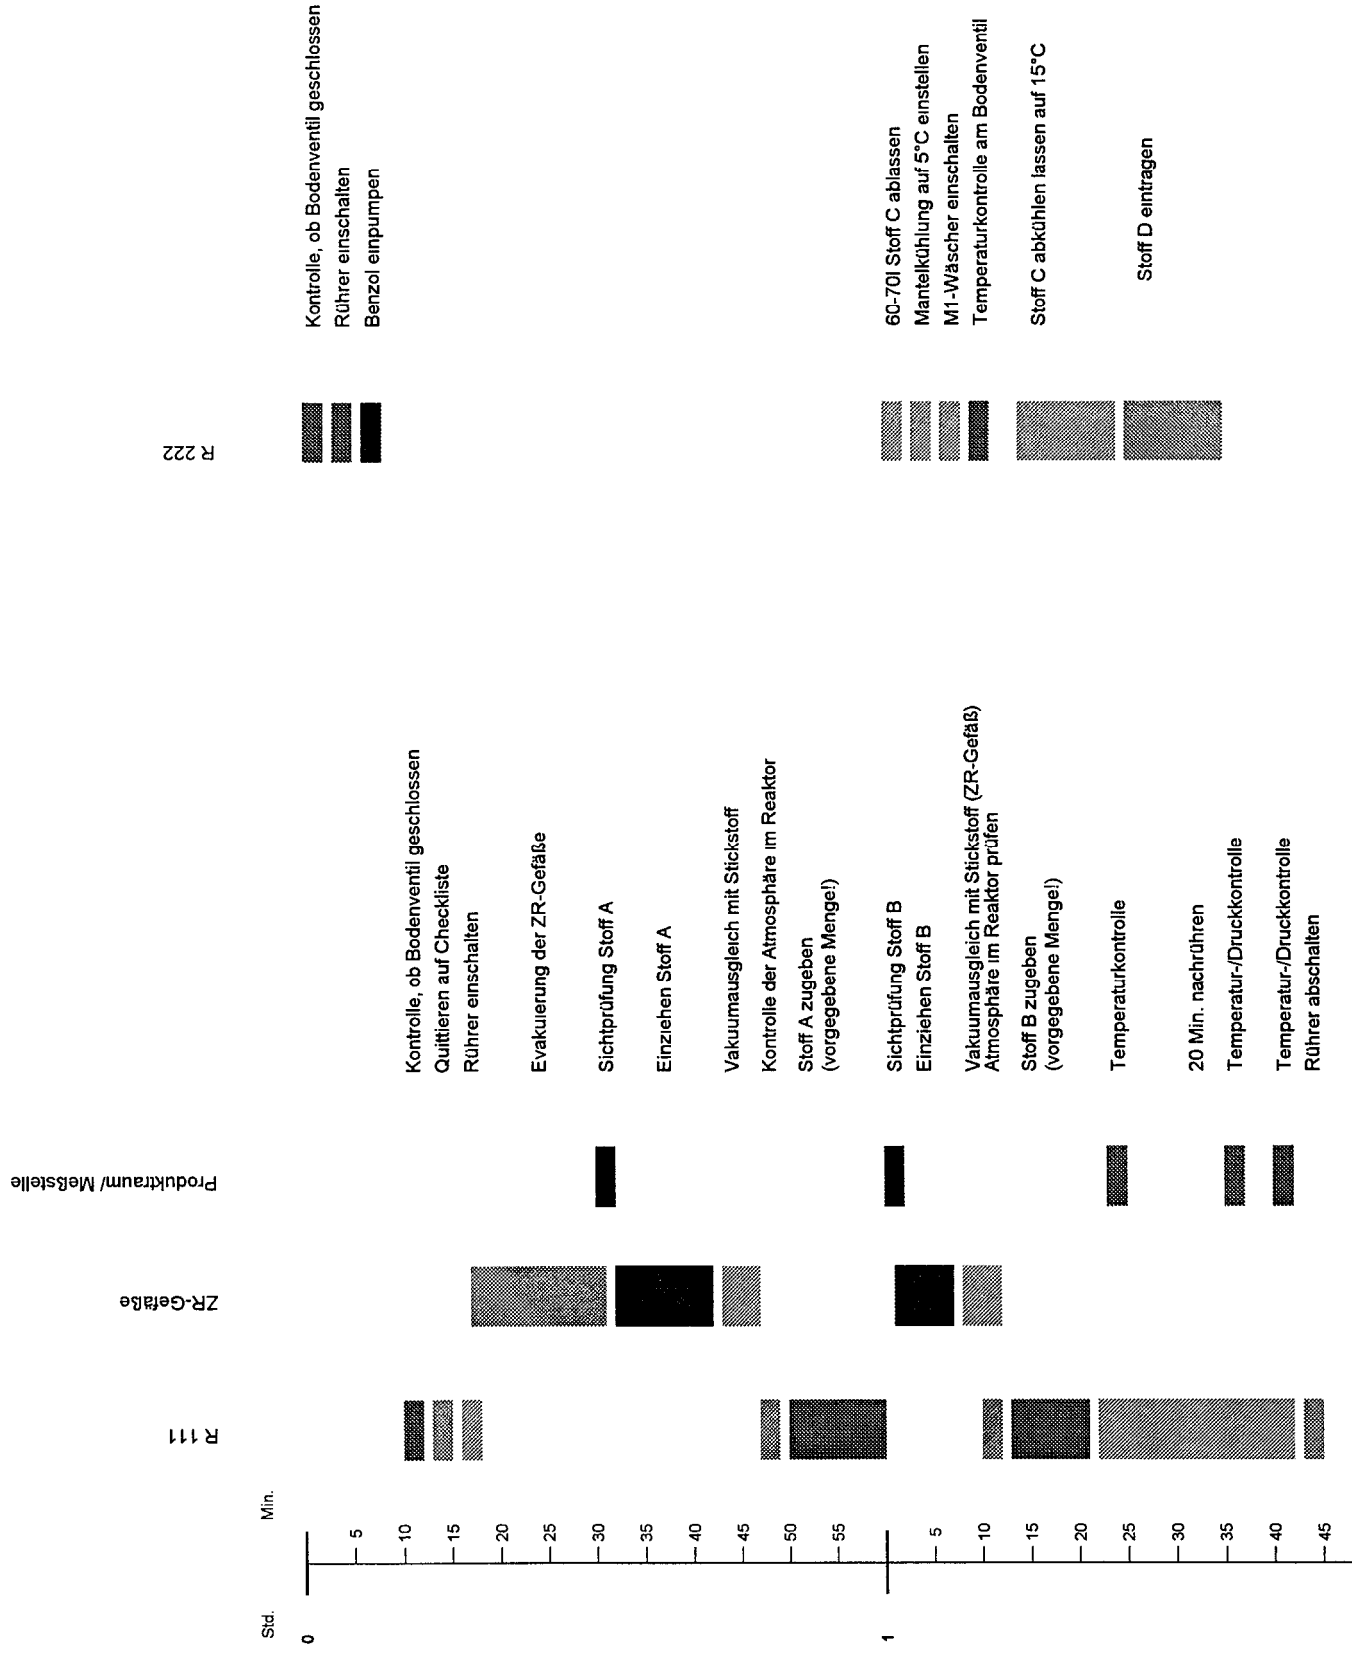 Std.
Min.
R 111
ZR-Gefäße
Produktraum/ Meßstelle
R 222
0
5
10
15
20
25
30
35
40
45
50
55
1
5
10
15
20
25
30
35
40
45
Kontrolle, ob Bodenventil geschlossen
Quittieren auf Checkliste
Rührer einschalten
Evakuierung der ZR-Gefäße
Sichtprüfung Stoff A
Einziehen Stoff A
Vakuumausgleich mit Stickstoff
Kontrolle der Atmosphäre im Reaktor
Stoff A zugeben
(vorgegebene Menge!)
Sichtprüfung Stoff B
Einziehen Stoff B
Vakuumausgleich mit Stickstoff (ZR-Gefäß)
Atmosphäre im Reaktor prüfen
Stoff B zugeben
(vorgegebene Menge!)
Temperaturkontrolle
20 Min. nachrühren
Temperatur-/Druckkontrolle
Temperatur-/Druckkontrolle
Rührer abschalten
Kontrolle, ob Bodenventil geschlossen
Rührer einschalten
Benzol einpumpen
60-70l Stoff C ablassen
Mantelkühlung auf 5°C einstellen
M1-Wäscher einschalten
Temperaturkontrolle am Bodenventil
Stoff C abkühlen lassen auf 15°C
Stoff D eintragen